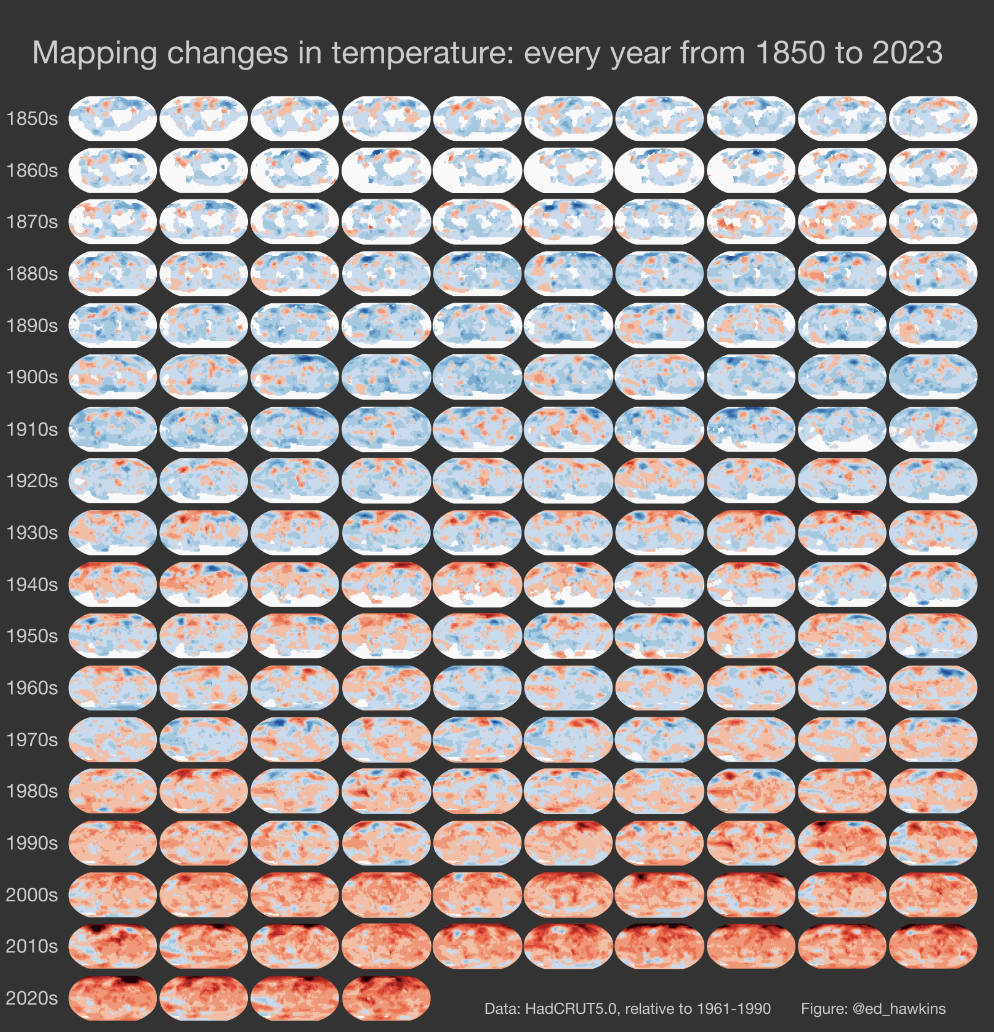 Mapping changes in temperature: every year from 1850 to 2023
1850s
1860s
1870s
1880s
1890s
1900s
1910s
1920s
1930s
1940s
1950s
1960s
1970s
1980s
1990s
2000s
2010s
2020s
Data: HadCRUT5.0, relative to 1961-1990 Figure: @ed_hawkins